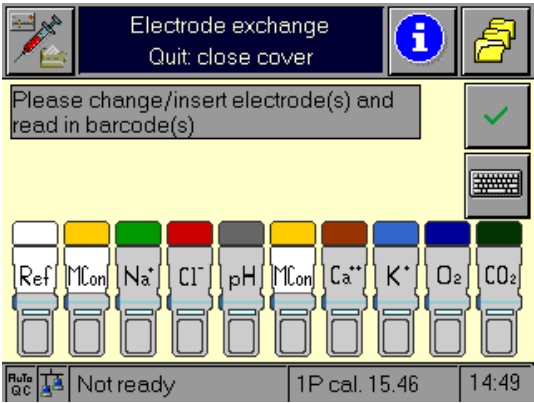 Electrode exchange
Quit: close cover
i
Please change/insert electrode(s) and
read in barcode(s)
Ref MCon Na⁺ Cl⁻ pH MCon Ca⁺⁺ K⁺ O₂ CO₂
AuTo
QC
Not ready
1P cal. 15.46
14:49